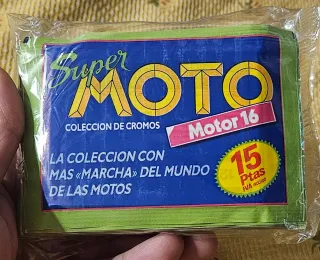 Super
MOTO
COLECCION DE CROMOS
Motor 16
LA COLECCION CON
MAS «MARCHA» DEL MUNDO
DE LAS MOTOS
15
Ptas